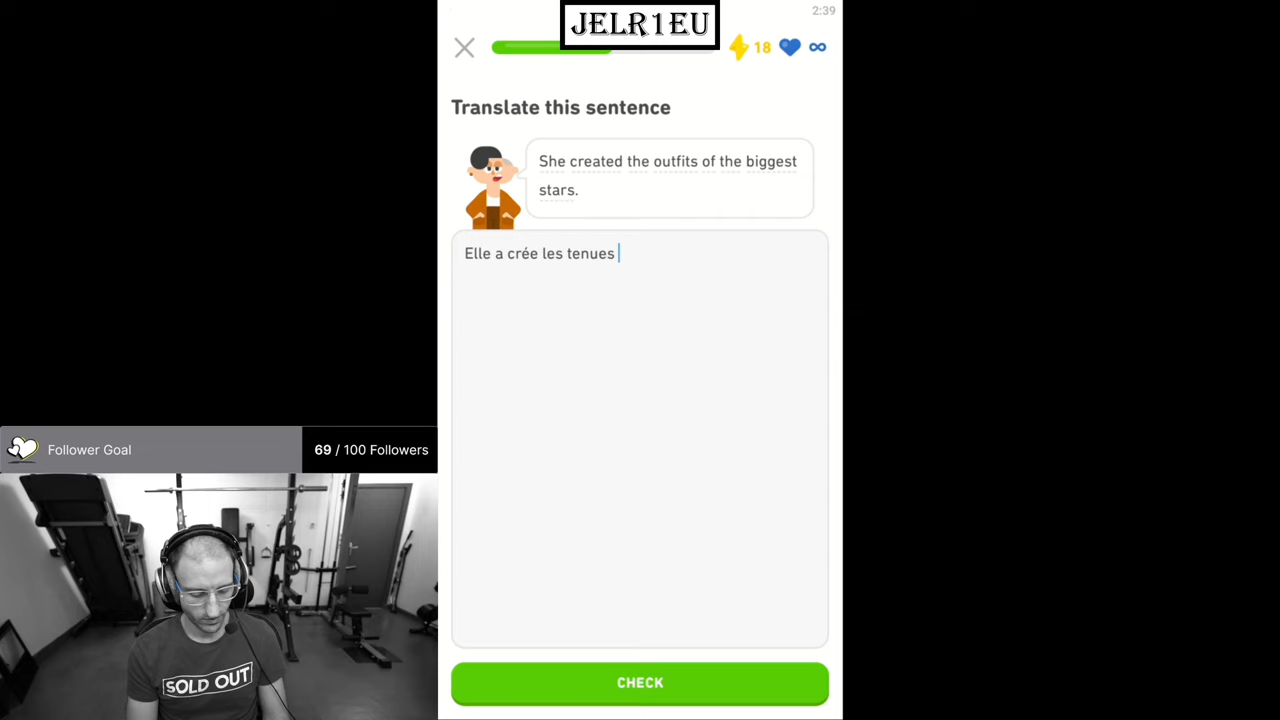 JELR1EU
2:39
18 ∞
Translate this sentence
She created the outfits of the biggest
stars.
Elle a crée les tenues
Follower Goal
69 / 100 Followers
SOLD OUT
CHECK